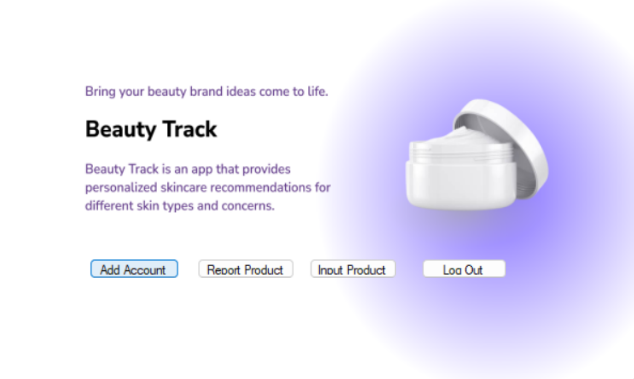 Bring your beauty brand ideas come to life.
Beauty Track
Beauty Track is an app that provides
personalized skincare recommendations for
different skin types and concerns.
Add Account Report Product Input Product Log Out